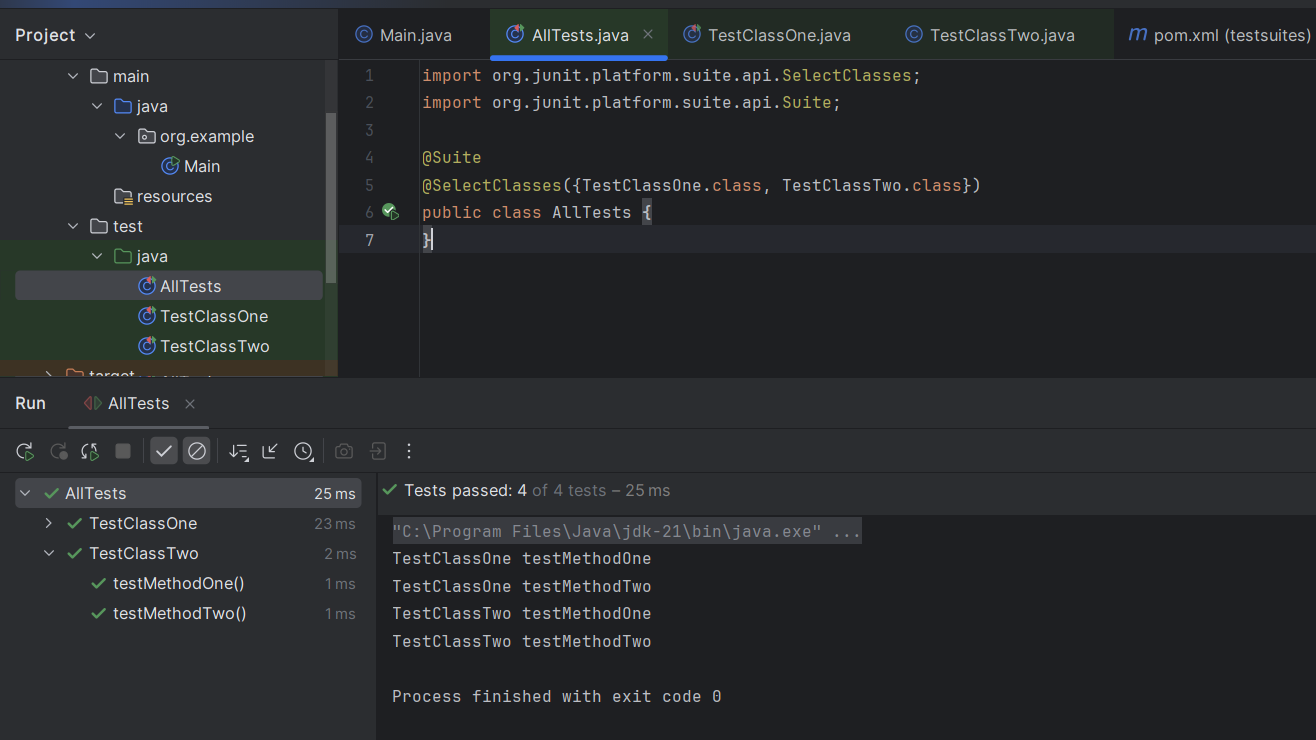 Project
Main.java
AllTests.java
TestClassOne.java
TestClassTwo.java
pom.xml (testsuites)
main
java
org.example
Main
resources
test
java
AllTests
TestClassOne
TestClassTwo
target
1 import org.junit.platform.suite.api.SelectClasses;
2 import org.junit.platform.suite.api.Suite;
3
4 @Suite
5 @SelectClasses({TestClassOne.class, TestClassTwo.class})
6 public class AllTests {
7 }
Run AllTests
AllTests 25 ms
TestClassOne 23 ms
TestClassTwo 2 ms
testMethodOne() 1 ms
testMethodTwo() 1 ms
Tests passed: 4 of 4 tests – 25 ms
"C:\Program Files\Java\jdk-21\bin\java.exe" ...
TestClassOne testMethodOne
TestClassOne testMethodTwo
TestClassTwo testMethodOne
TestClassTwo testMethodTwo
Process finished with exit code 0